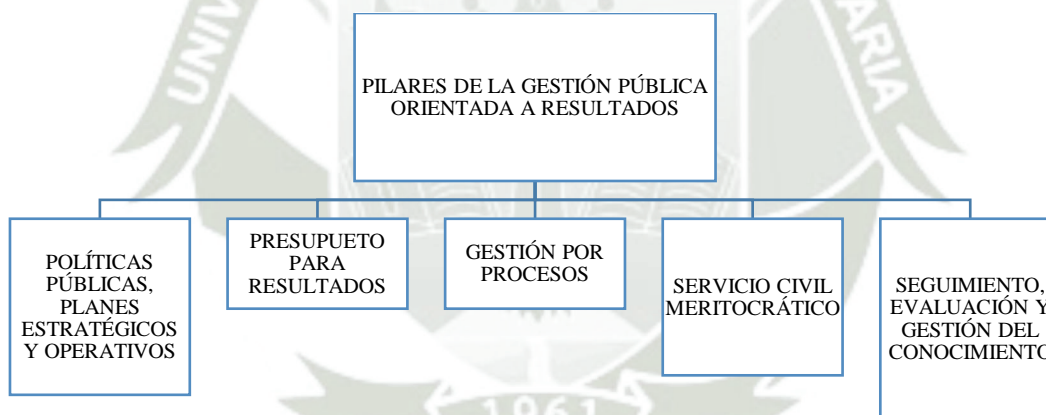 PILARES DE LA GESTIÓN PÚBLICA
ORIENTADA A RESULTADOS
POLÍTICAS
PÚBLICAS,
PLANES
ESTRATÉGICOS
Y OPERATIVOS
PRESUPUETO
PARA
RESULTADOS
GESTIÓN POR
PROCESOS
SERVICIO CIVIL
MERITOCRÁTICO
SEGUIMIENTO,
EVALUACIÓN Y
GESTIÓN DEL
CONOCIMIENTO
1961